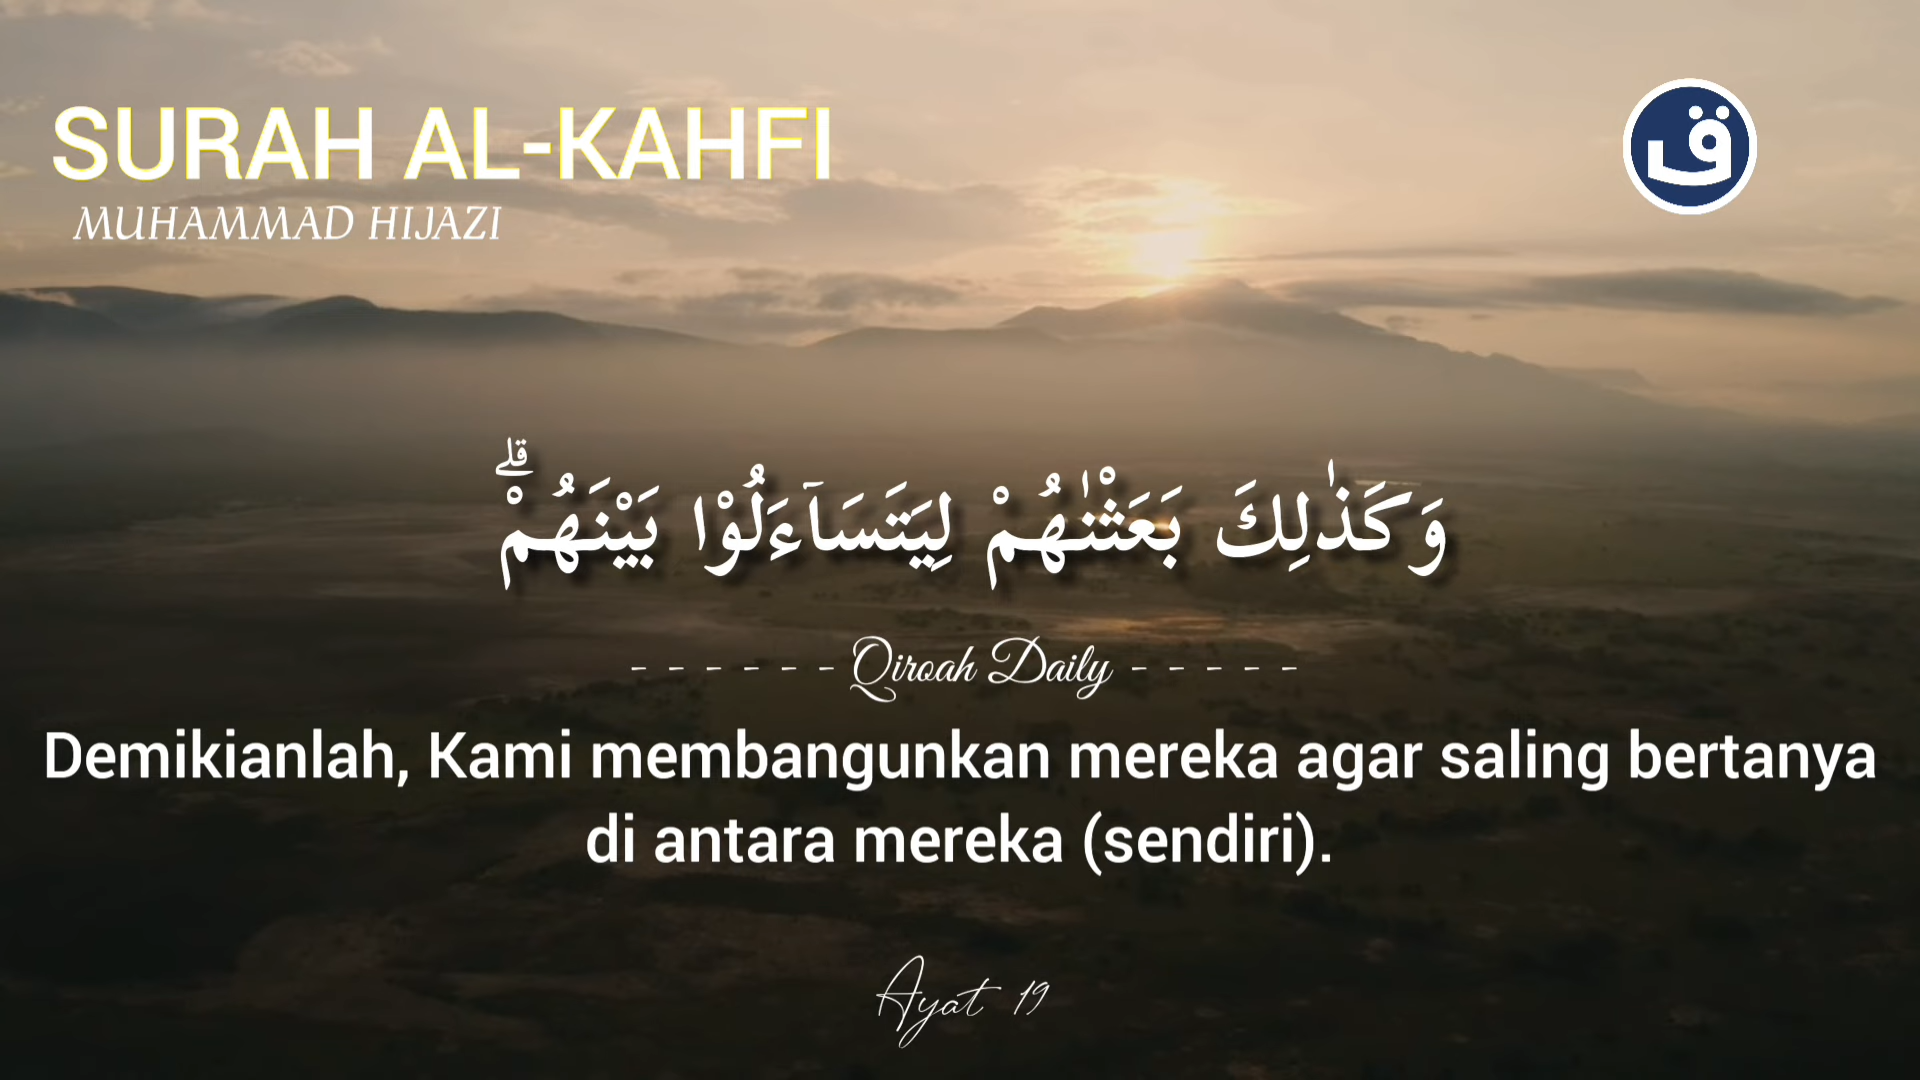 SURAH AL-KAHFI
MUHAMMAD HIJAZI
ق
وَكَذٰلِكَ بَعَثْنٰهُمْ لِيَتَسَاۤءَلُوْا بَيْنَهُمْۗ
- - - - - - Qiroah Daily - - - - -
Demikianlah, Kami membangunkan mereka agar saling bertanya
di antara mereka (sendiri).
Ayat 19